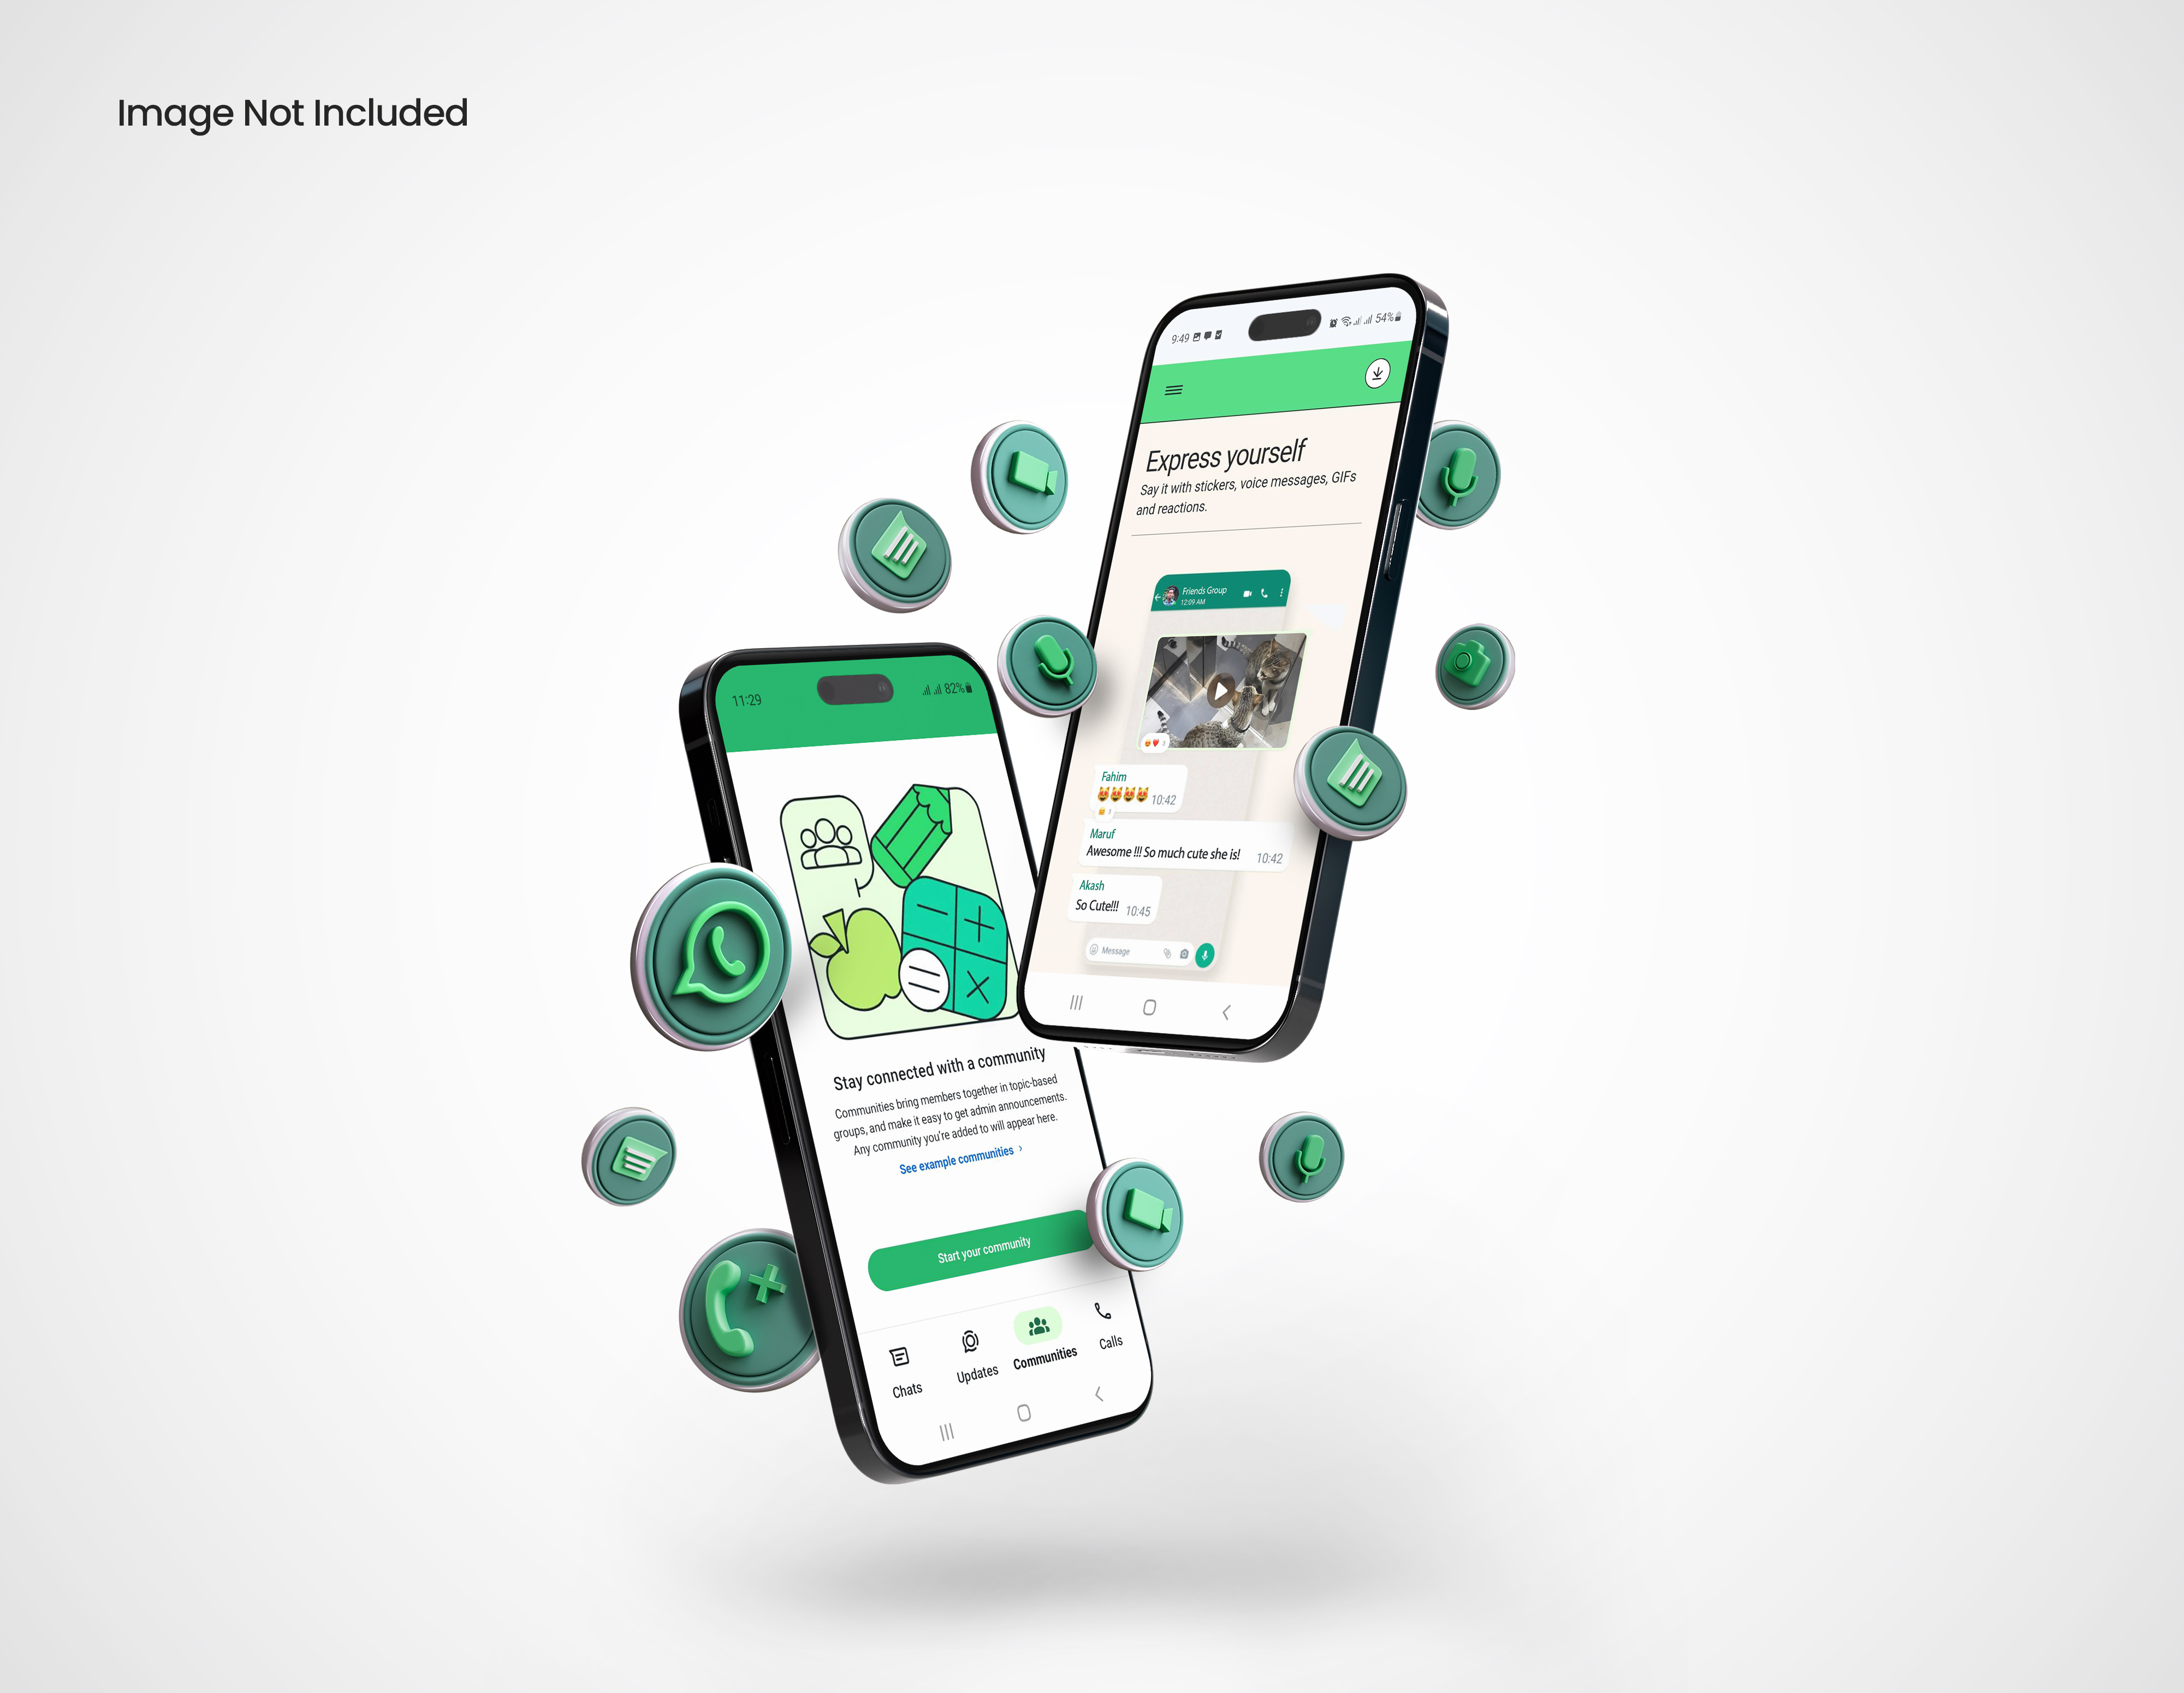 Image Not Included
9:49
54%
Express yourself
Say it with stickers, voice messages, GIFs
and reactions.
Friends Group
12:09 AM
3
Fahim
😻😻😻😻 10:42
3
Maruf
Awesome !!! So much cute she is! 10:42
Akash
So Cute!!! 10:45
Message
11:29
82%
Stay connected with a community
Communities bring members together in topic-based
groups, and make it easy to get admin announcements.
Any community you're added to will appear here.
See example communities ›
Start your community
Chats
Updates
Communities
Calls